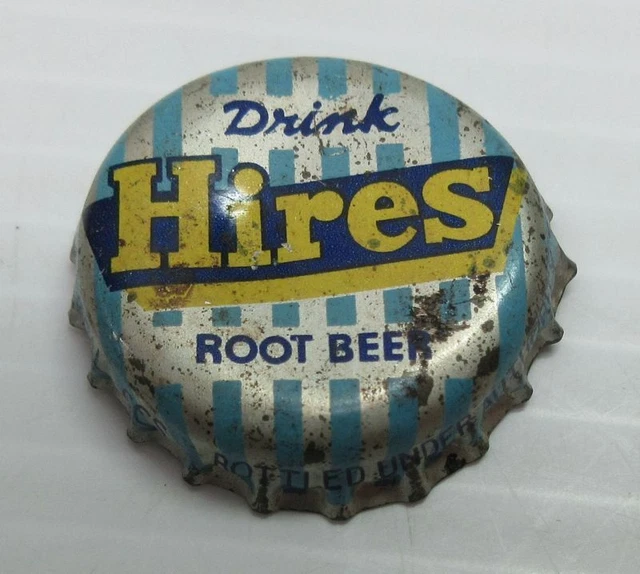 Drink
Hires
ROOT BEER
BOTTLED UNDER